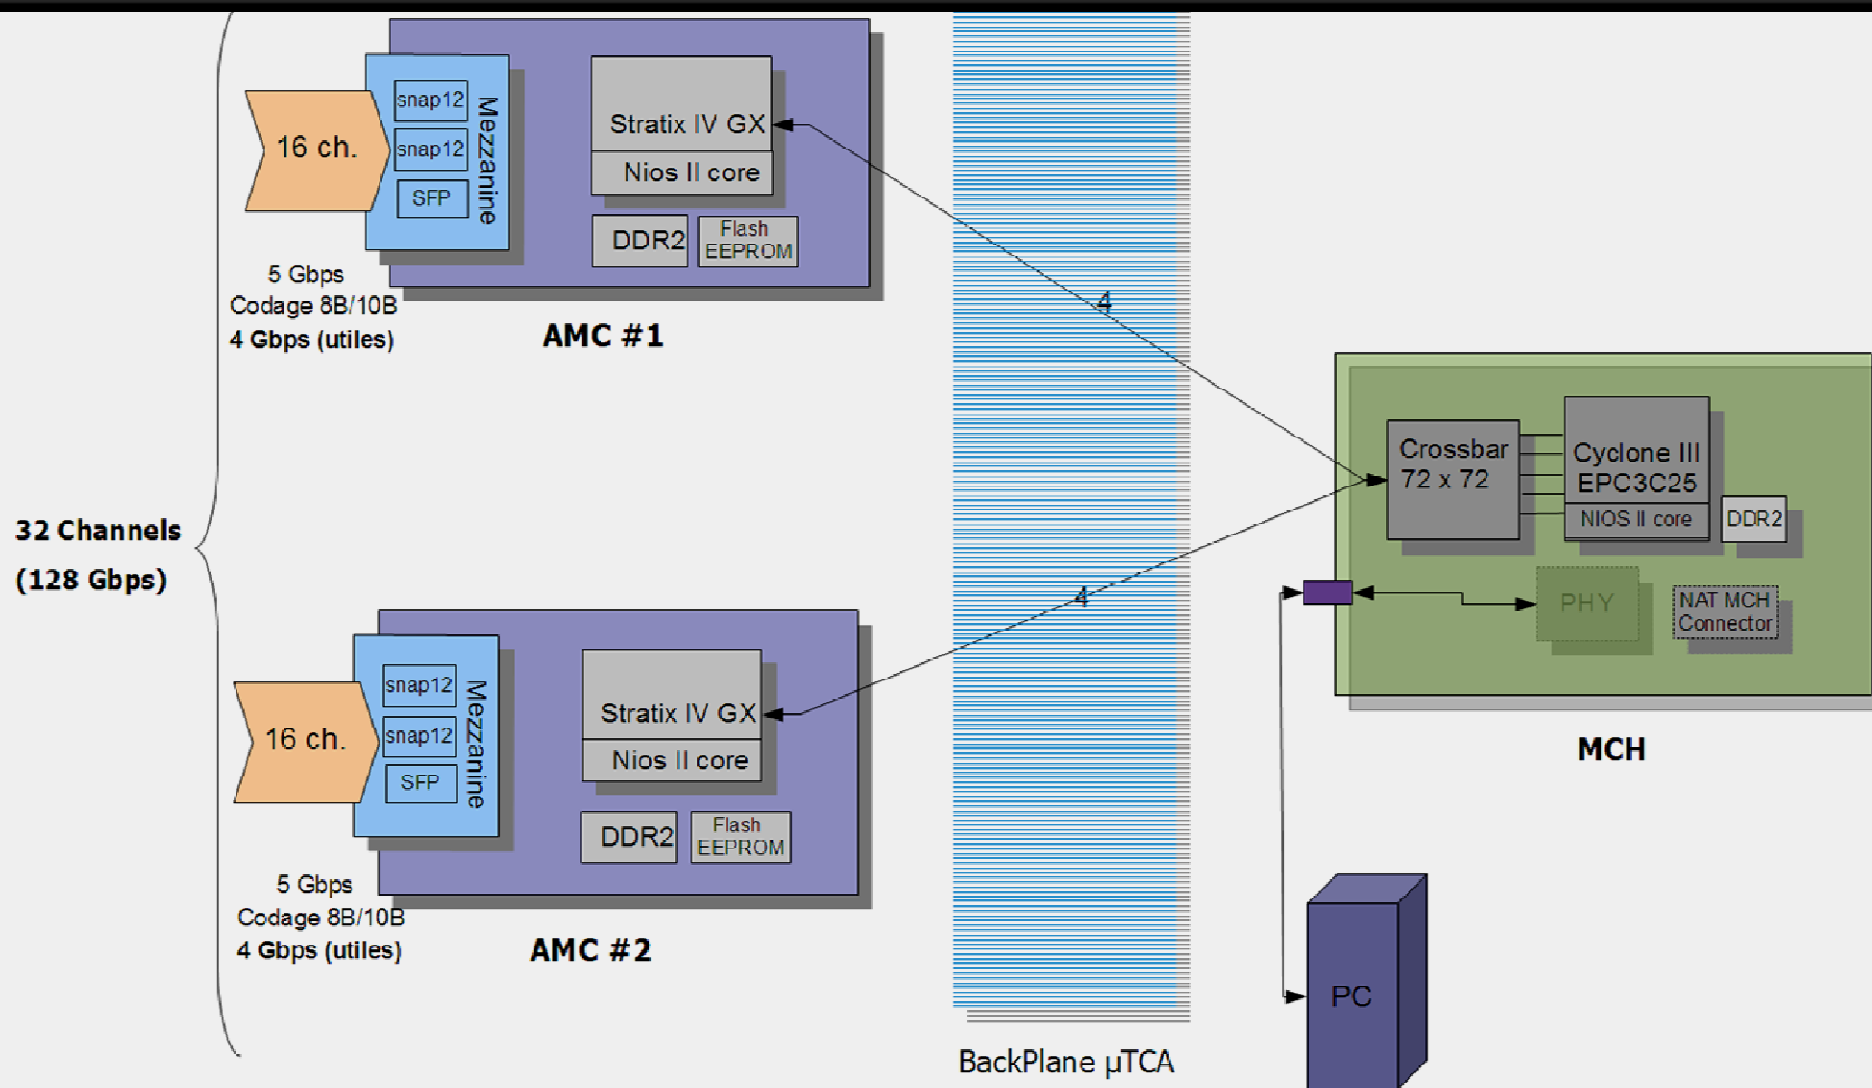 snap12
snap12
SFP
Mezzanine
16 ch.
Stratix IV GX
Nios II core
DDR2
Flash
EEPROM
5 Gbps
Codage 8B/10B
4 Gbps (utiles)
AMC #1
4
32 Channels
(128 Gbps)
Crossbar
72 x 72
Cyclone III
EPC3C25
NIOS II core
DDR2
PHY
NAT MCH
Connector
MCH
4
snap12
snap12
SFP
Mezzanine
16 ch.
Stratix IV GX
Nios II core
DDR2
Flash
EEPROM
5 Gbps
Codage 8B/10B
4 Gbps (utiles)
AMC #2
PC
BackPlane µTCA